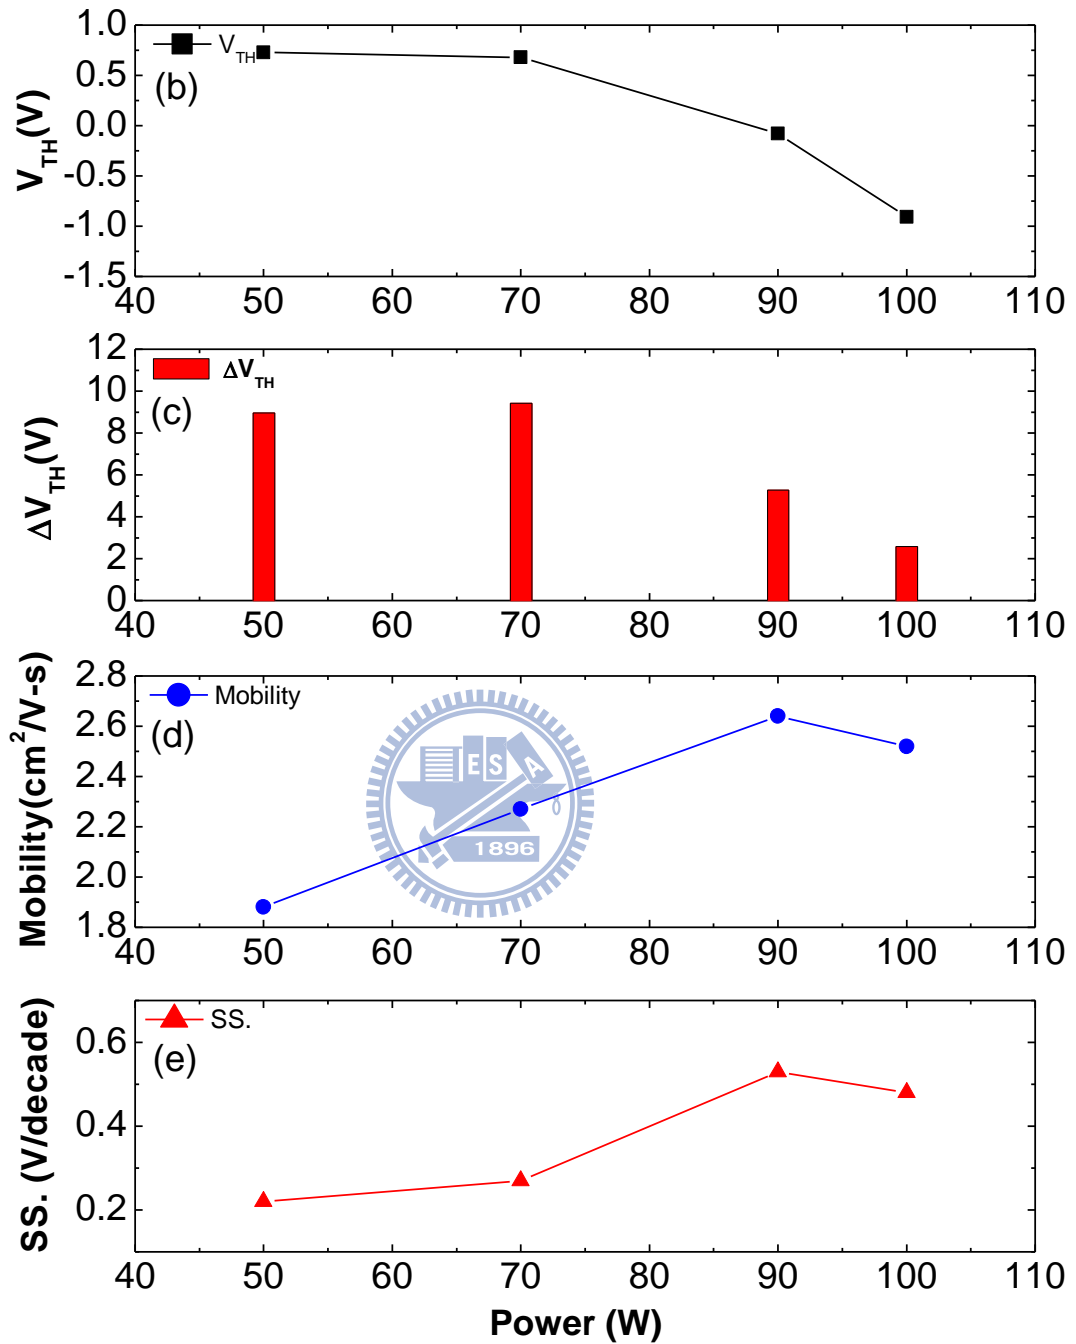 1.0
0.5
0.0
-0.5
-1.0
-1.5
V_TH(V)
V_TH
(b)
40 50 60 70 80 90 100 110
12
10
8
6
4
2
0
ΔV_TH(V)
ΔV_TH
(c)
40 50 60 70 80 90 100 110
2.8
2.6
2.4
2.2
2.0
1.8
Mobility(cm²/V-s)
Mobility
(d)
E S A
1896
40 50 60 70 80 90 100 110
0.6
0.4
0.2
SS. (V/decade)
SS.
(e)
40 50 60 70 80 90 100 110
Power (W)